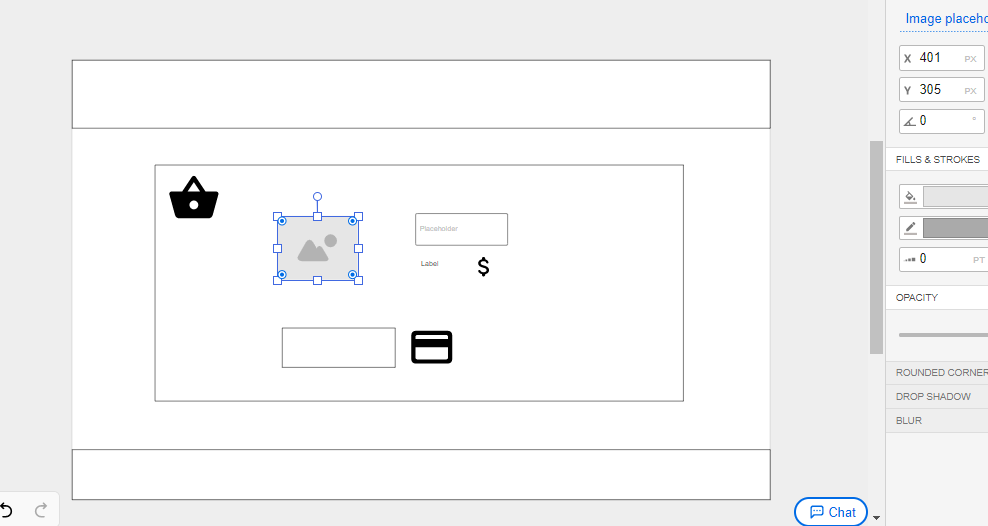 Image placeho
X 401 PX
Y 305 PX
0 °
FILLS & STROKES
Placeholder
Label
$
0 PT
OPACITY
ROUNDED CORNER
DROP SHADOW
BLUR
Chat